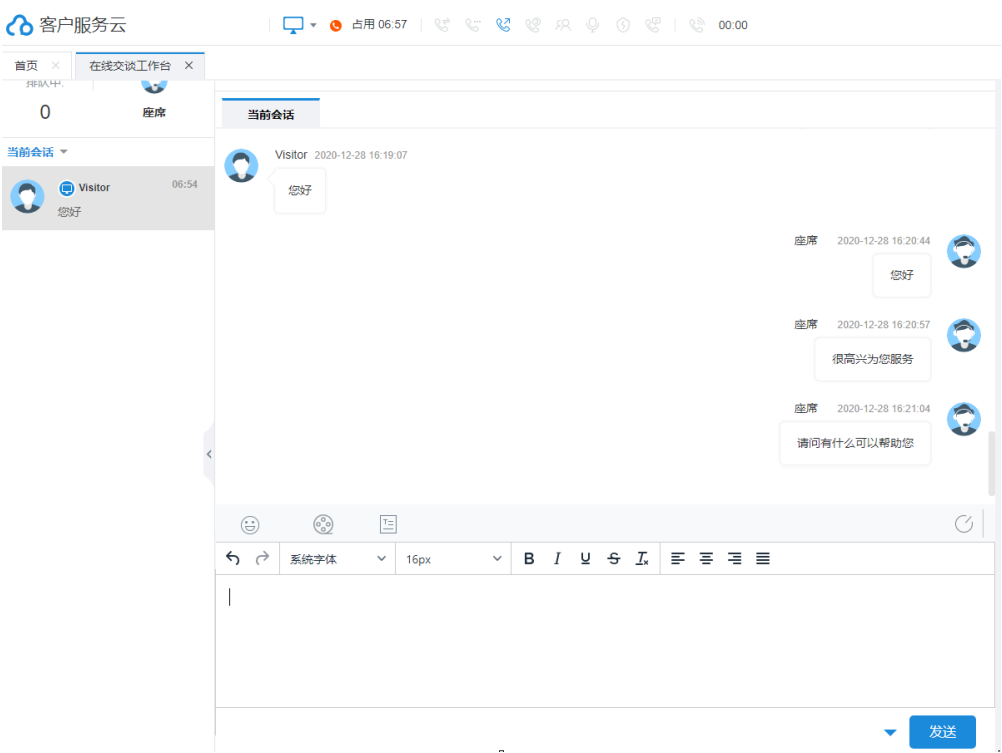 客户服务云
占用 06:57
00:00
首页
在线交谈工作台
排队中:
0
座席
当前会话
Visitor
06:54
您好
当前会话
Visitor 2020-12-28 16:19:07
您好
座席 2020-12-28 16:20:44
您好
座席 2020-12-28 16:20:57
很高兴为您服务
座席 2020-12-28 16:21:04
请问有什么可以帮助您
系统字体
16px
B I U S
发送